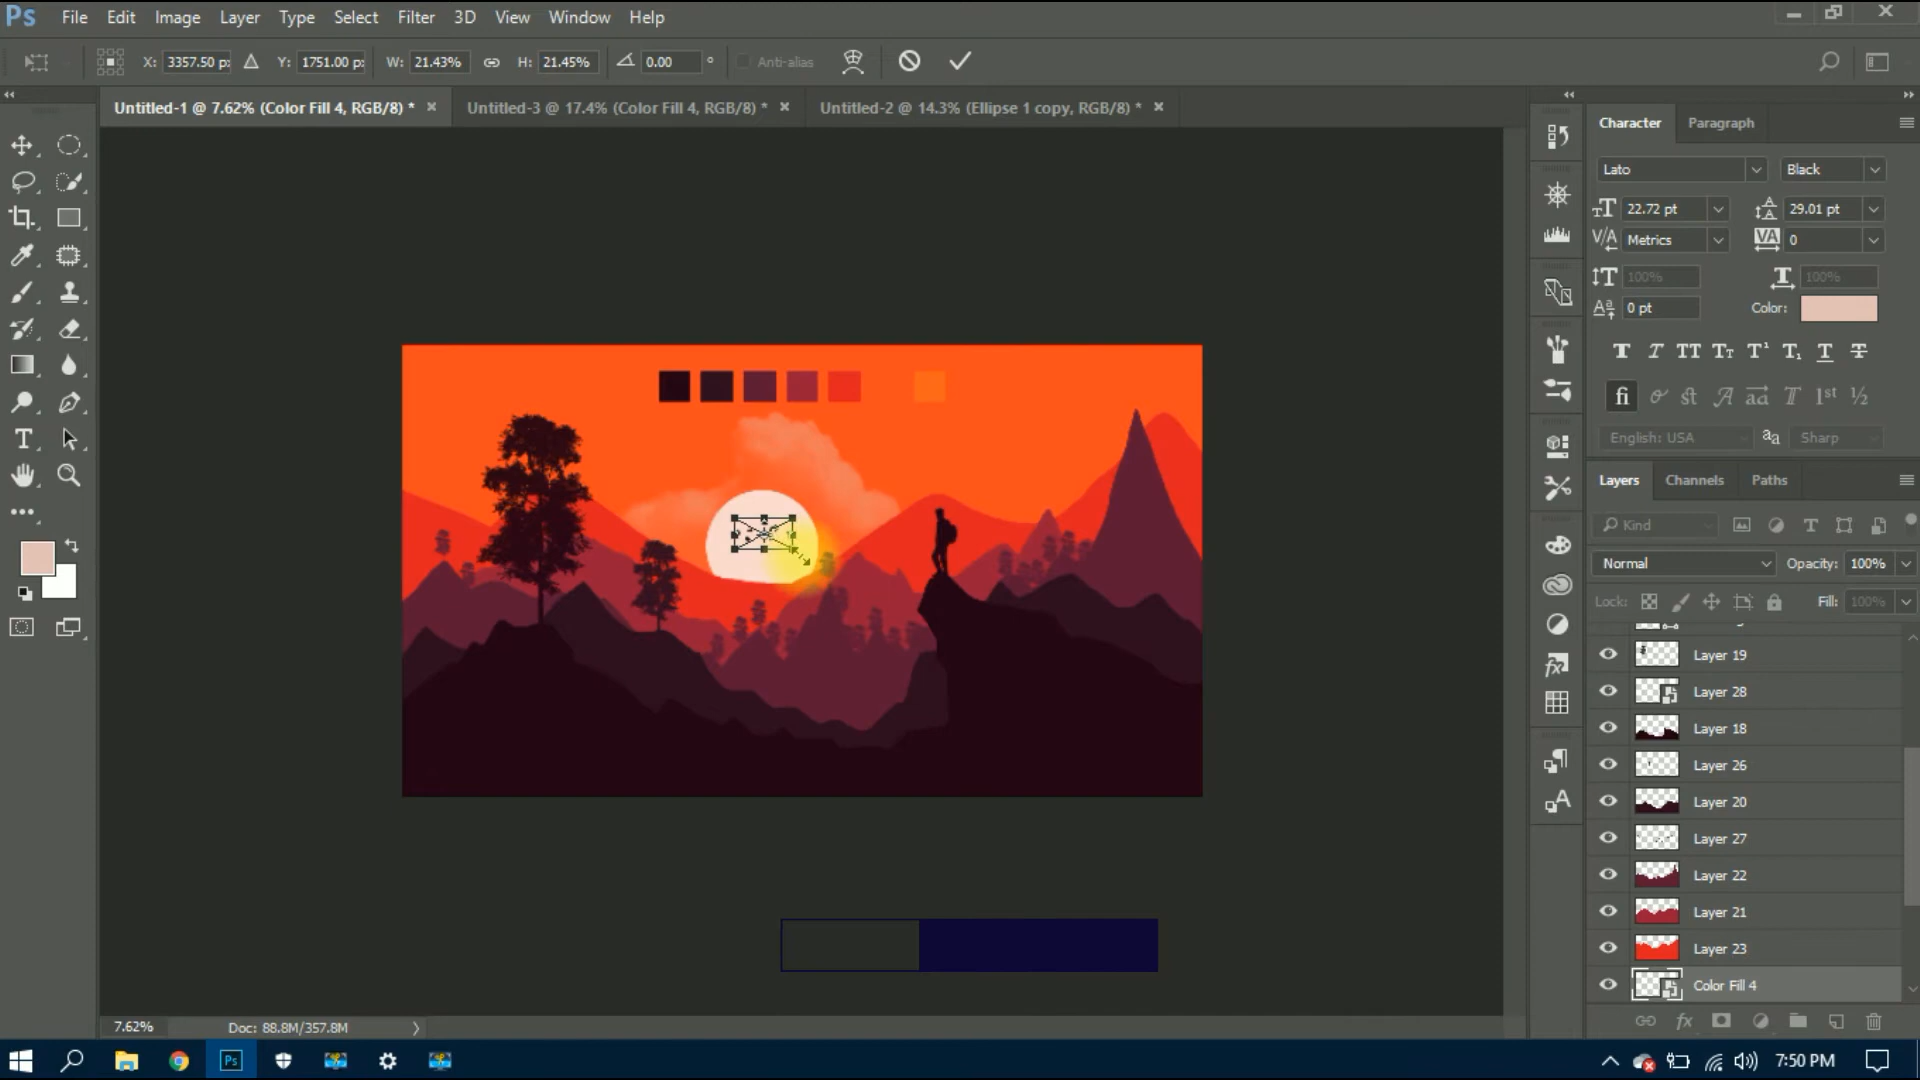 Ps File Edit Image Layer Type Select Filter 3D View Window Help
X: 3357.50 px Y: 1751.00 px W: 21.43% H: 21.45% 0.00 ° Anti-alias
Untitled-1 @ 7.62% (Color Fill 4, RGB/8) * Untitled-3 @ 17.4% (Color Fill 4, RGB/8) * Untitled-2 @ 14.3% (Ellipse 1 copy, RGB/8) *
Character Paragraph
Lato Black
22.72 pt 29.01 pt
Metrics 0
100% 100%
0 pt Color:
English: USA Sharp
Layers Channels Paths
Kind
Normal Opacity: 100%
Lock: Fill: 100%
Layer 19
Layer 28
Layer 18
Layer 26
Layer 20
Layer 27
Layer 22
Layer 21
Layer 23
Color Fill 4
7.62% Doc: 88.8M/357.8M
Ps 7:50 PM